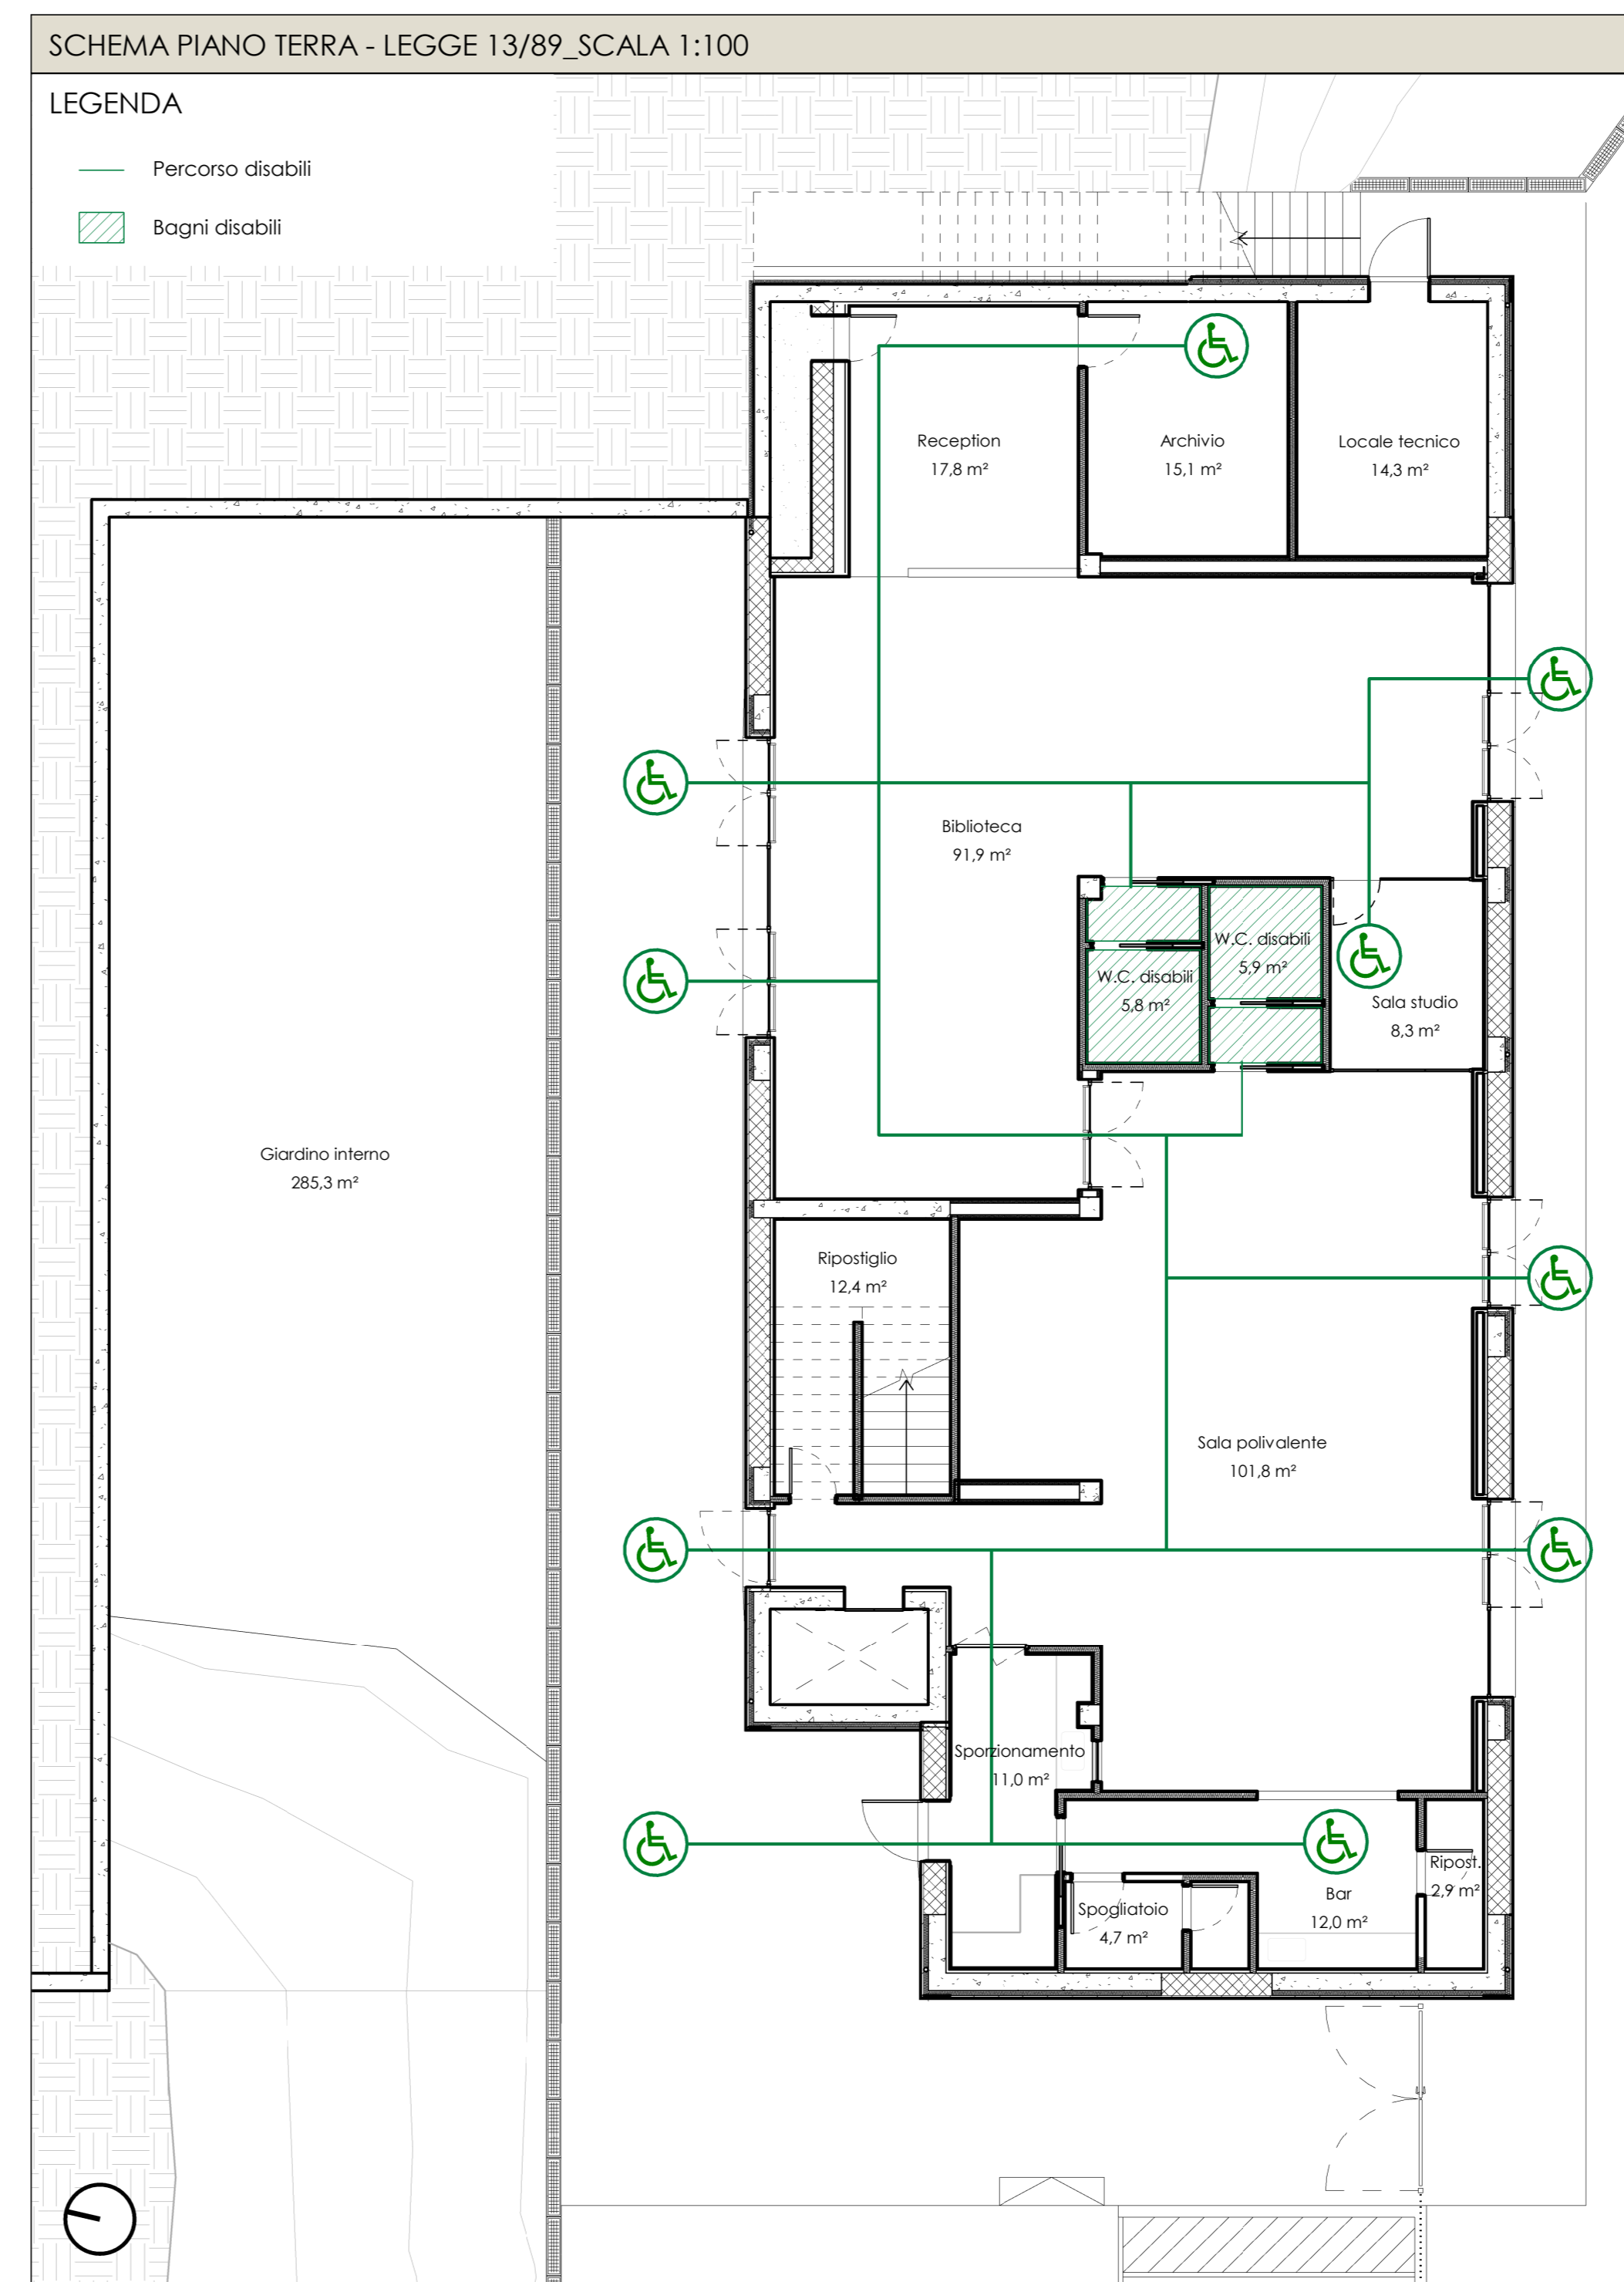 SCHEMA PIANO TERRA - LEGGE 13/89_SCALA 1:100
LEGENDA
Percorso disabili
Bagni disabili
Reception
17,8 m²
Archivio
15,1 m²
Locale tecnico
14,3 m²
Biblioteca
91,9 m²
W.C. disabili
5,9 m²
W.C. disabili
5,8 m²
Sala studio
8,3 m²
Giardino interno
285,3 m²
Ripostiglio
12,4 m²
Sala polivalente
101,8 m²
Sporzionamento
11,0 m²
Ripost.
2,9 m²
Bar
12,0 m²
Spogliatoio
4,7 m²